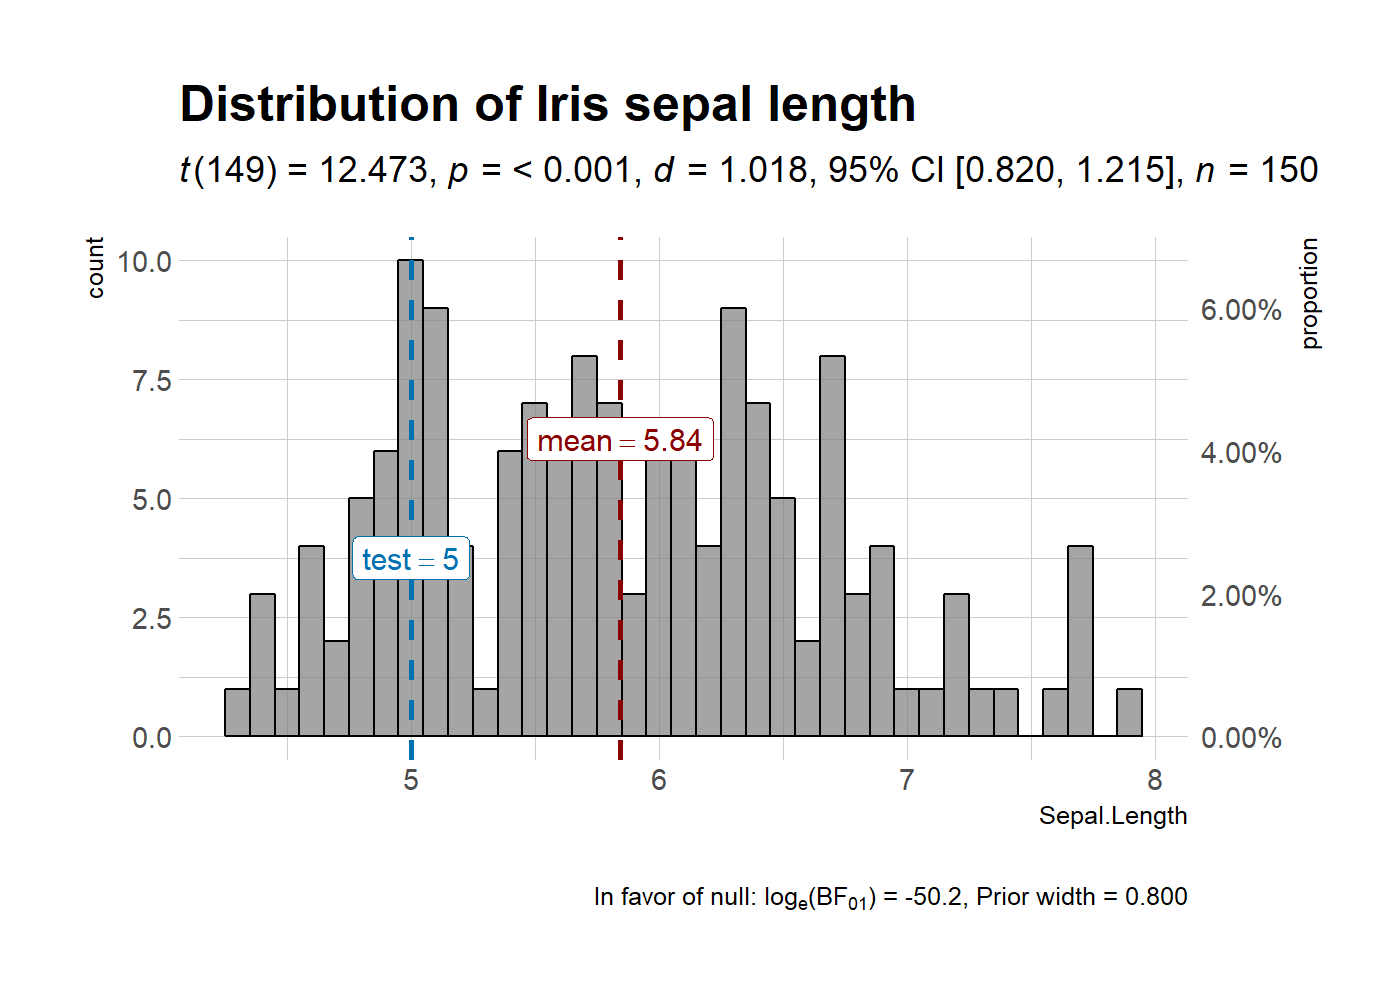 Distribution of Iris sepal length
t(149) = 12.473, p = < 0.001, d = 1.018, 95% CI [0.820, 1.215], n = 150
count
proportion
10.0
7.5
5.0
2.5
0.0
6.00%
4.00%
2.00%
0.00%
mean = 5.84
test = 5
5 6 7 8
Sepal.Length
In favor of null: logₑ(BF₀₁) = -50.2, Prior width = 0.800